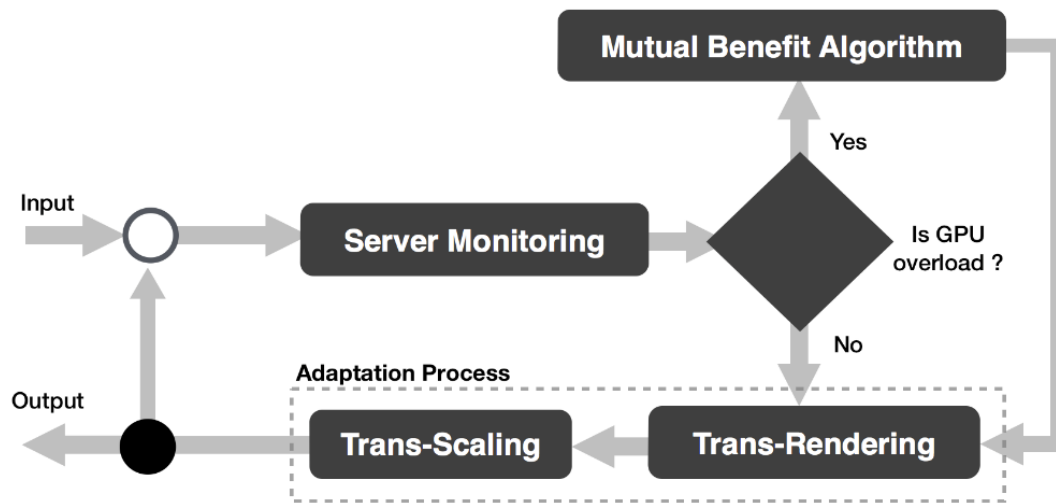 Mutual Benefit Algorithm
Yes
Input
Server Monitoring
Is GPU
overload ?
No
Adaptation Process
Output
Trans-Scaling
Trans-Rendering